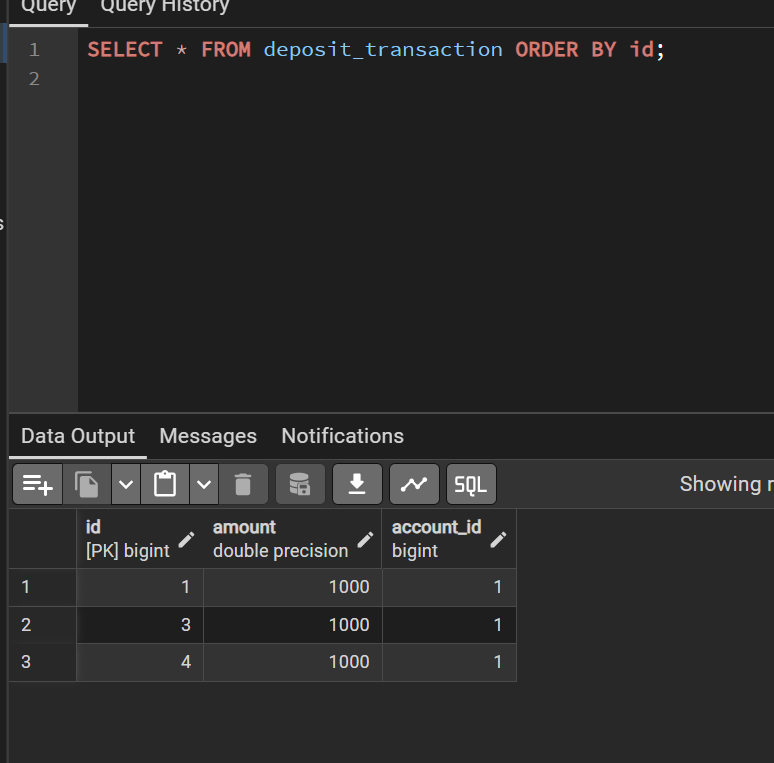 Query Query History
1 SELECT * FROM deposit_transaction ORDER BY id;
2
s
Data Output Messages Notifications
SQL Showing r
id amount account_id
[PK] bigint double precision bigint
1 1 1000 1
2 3 1000 1
3 4 1000 1